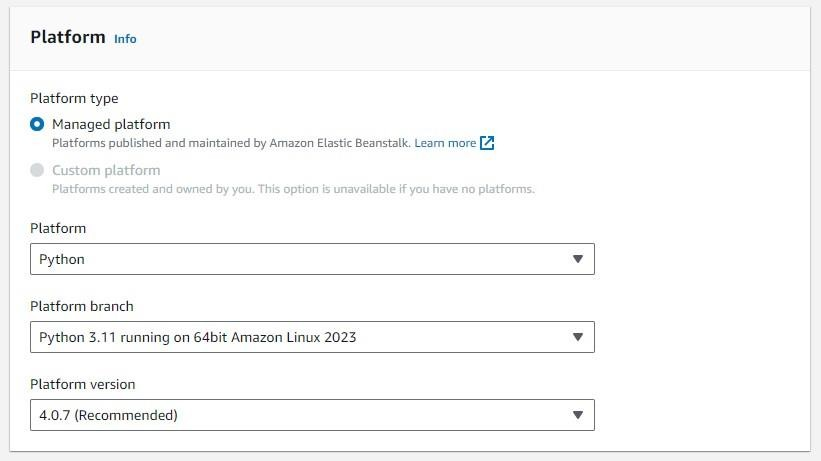 Platform Info
Platform type
Managed platform
Platforms published and maintained by Amazon Elastic Beanstalk. Learn more
Custom platform
Platforms created and owned by you. This option is unavailable if you have no platforms.
Platform
Python
Platform branch
Python 3.11 running on 64bit Amazon Linux 2023
Platform version
4.0.7 (Recommended)